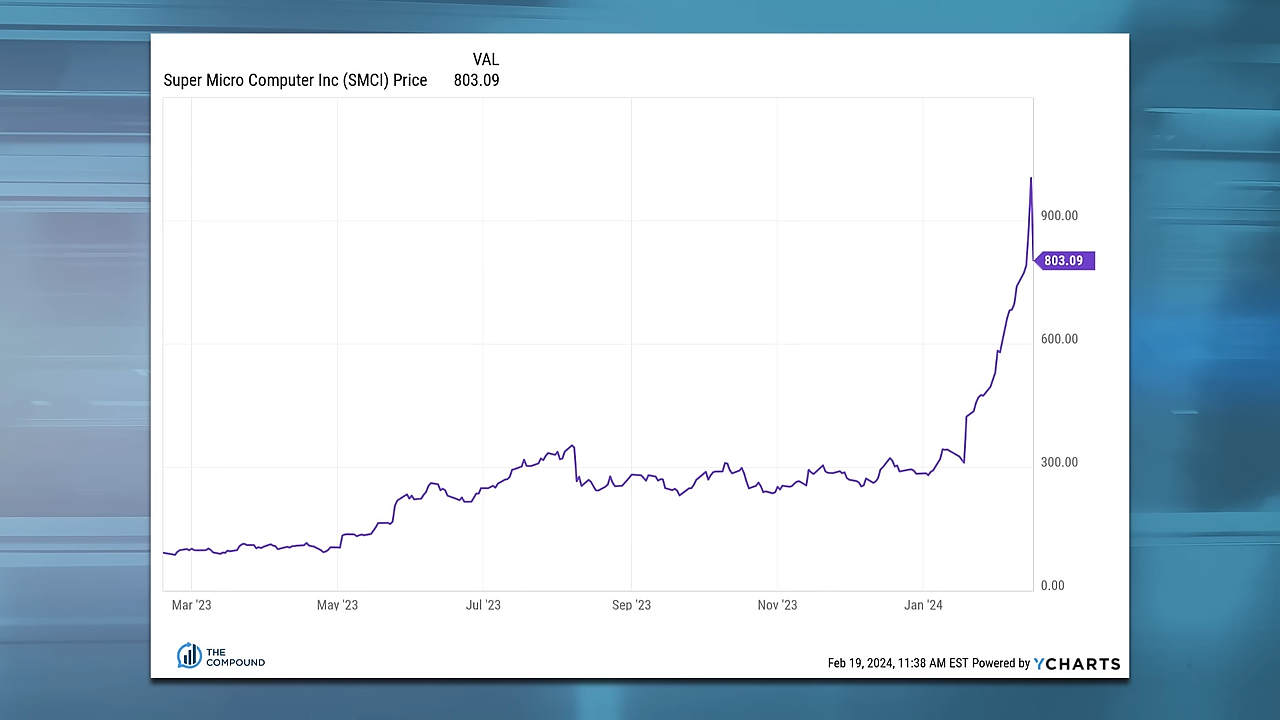 VAL
Super Micro Computer Inc (SMCI) Price 803.09
900.00
803.09
600.00
300.00
0.00
Mar '23 May '23 Jul '23 Sep '23 Nov '23 Jan '24
THE
COMPOUND
Feb 19, 2024, 11:38 AM EST Powered by YCHARTS